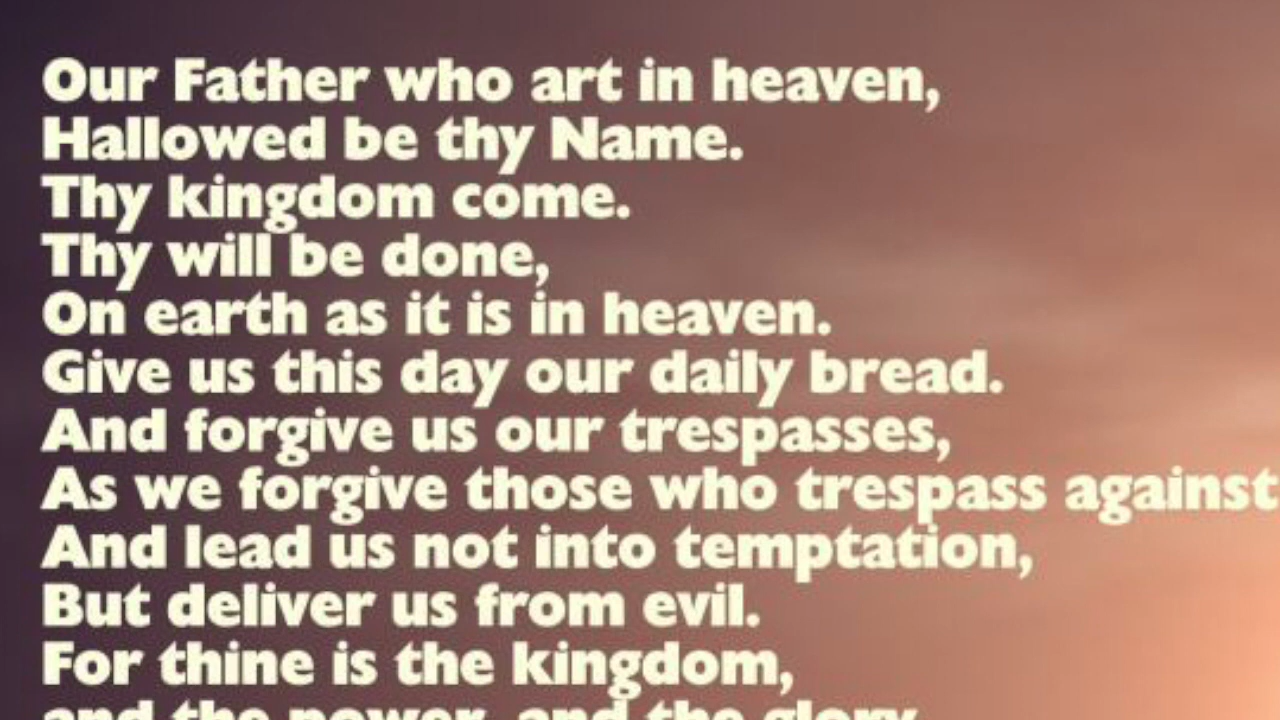 Our Father who art in heaven,
Hallowed be thy Name.
Thy kingdom come.
Thy will be done,
On earth as it is in heaven.
Give us this day our daily bread.
And forgive us our trespasses,
As we forgive those who trespass against
And lead us not into temptation,
But deliver us from evil.
For thine is the kingdom,
and the power, and the glory